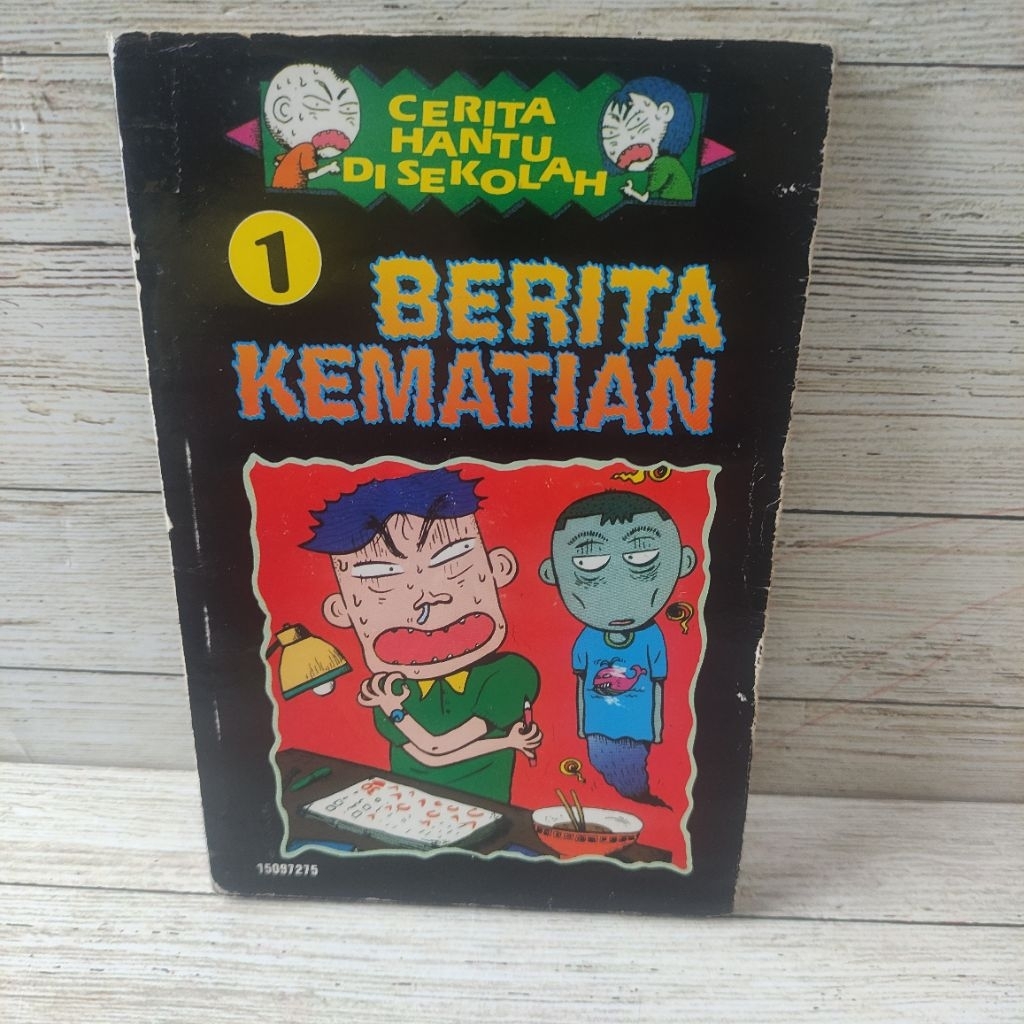 CERITA
HANTU
DI SEKOLAH
1
BERITA
KEMATIAN
15097275